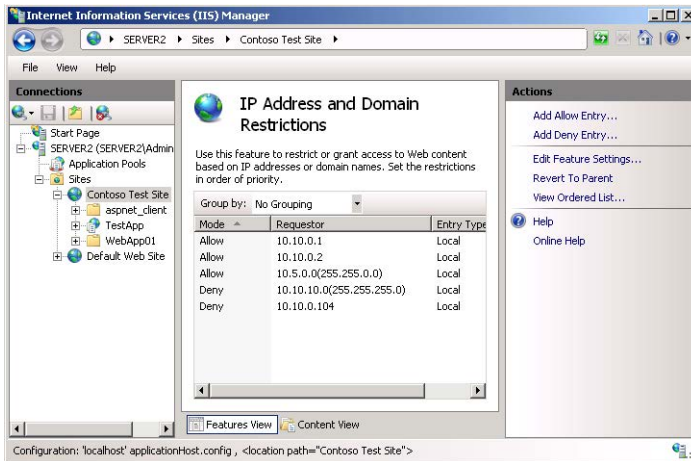 Internet Information Services (IIS) Manager
SERVER2 Sites Contoso Test Site
File View Help
Connections
Start Page
SERVER2 (SERVER2\Admin
Application Pools
Sites
Contoso Test Site
aspnet_client
TestApp
WebApp01
Default Web Site
IP Address and Domain
Restrictions
Use this feature to restrict or grant access to Web content
based on IP addresses or domain names. Set the restrictions
in order of priority.
Group by: No Grouping
Mode Requestor Entry Type
Allow 10.10.0.1 Local
Allow 10.10.0.2 Local
Allow 10.5.0.0(255.255.0.0) Local
Deny 10.10.10.0(255.255.255.0) Local
Deny 10.10.0.104 Local
Features View Content View
Actions
Add Allow Entry...
Add Deny Entry...
Edit Feature Settings...
Revert To Parent
View Ordered List...
Help
Online Help
Configuration: 'localhost' applicationHost.config , <location path="Contoso Test Site">